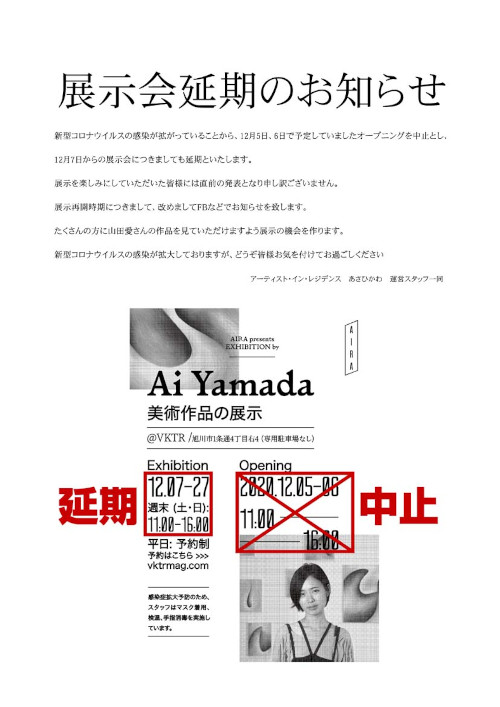 展示会延期のお知らせ
新型コロナウイルスの感染が拡がっていることから、12月5日、6日で予定していましたオープニングを中止とし、
12月7日からの展示会につきましても延期といたします。
展示を楽しみにしていただいた皆様には直前の発表となり申し訳ございません。
展示再開時期につきまして、改めましてFBなどでお知らせを致します。
たくさんの方に山田愛さんの作品を見ていただけますよう展示の機会を作ります。
新型コロナウイルスの感染が拡大しておりますが、どうぞ皆様お気を付けてお過ごしください
アーティスト・イン・レジデンス　あさひかわ　運営スタッフ一同
AIRA presents
EXHIBITION by
AIRA
Ai Yamada
美術作品の展示
@VKTR /旭川市1条通4丁目右4 (専用駐車場なし)
Exhibition
12.07-27
週末 (土・日):
11:00-16:00
延期
平日: 予約制
予約はこちら >>>
vktrmag.com
感染症拡大予防のため、
スタッフはマスク着用、
検温、手指消毒を実施し
ています。
Opening
2020.12.05-06
11:00
16:00
中止